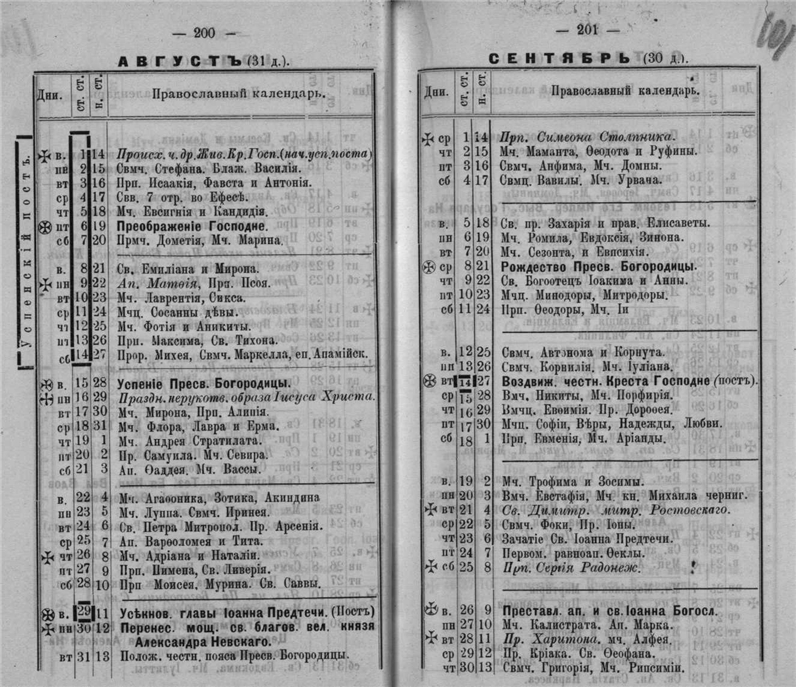 — 200 —
АВГУСТЪ (31 д.).
Дни.
ст. ст.
н. ст.
Православный календарь.
Успенскій постъ.
в. 1 14 Происх. ч. др. Жив. Кр. Госп. (нач. усп. поста)
пн 2 15 Свмч. Стефана. Блаж. Василія.
вт 3 16 Прп. Исаакія, Фавста и Антонія.
ср 4 17 Свв. 7 отр. во Ефесѣ.
чт 5 18 Мч. Евсигнія и Кандидія.
пт 6 19 Преображеніе Господне.
сб 7 20 Прмч. Дометія, Мч. Марина.
в. 8 21 Св. Емиліана и Мирона.
пн 9 22 Ап. Матѳія, Прп. Псоя.
вт 10 23 Мч. Лаврентія, Сикса.
ср 11 24 Мчц. Сосанны дѣвы.
чт 12 25 Мч. Фотія и Аникиты.
пт 13 26 Прп. Максима, Св. Тихона.
сб 14 27 Прор. Михея, Свмч. Маркелла, еп. Апамійск.
в. 15 28 Успеніе Пресв. Богородицы.
пн 16 29 Праздн. нерукотв. образа Іисуса Христа.
вт 17 30 Мч. Мирона, Прп. Алипія.
ср 18 31 Мч. Флора, Лавра и Ерма.
чт 19 1 Мч. Андрея Стратилата.
пт 20 2 Пр. Самуила. Мч. Севира.
сб 21 3 Ап. Ѳаддея. Мч. Вассы.
в. 22 4 Мч. Агаѳоника, Зотика, Акиндина
пн 23 5 Мч. Луппа. Свмч. Иринея.
вт 24 6 Св. Петра Митропол. Пр. Арсенія.
ср 25 7 Ап. Варѳоломея и Тита.
чт 26 8 Мч. Адріана и Наталіи.
пт 27 9 Прп. Пимена, Св. Ливерія.
сб 28 10 Прп Моисея. Мурина. Св. Саввы.
в. 29 11 Усѣкнов. главы Іоанна Предтечи. (Постъ)
пн 30 12 Перенес. мощ. св. благов. вел. князя
Александра Невскаго.
вт 31 13 Полож. честн. пояса Пресв. Богородицы.
— 201 —
СЕНТЯБРЬ (30 д.).
Дни.
ст. ст.
н. ст.
Православный календарь.
ср 1 14 Прп. Симеона Столпника.
чт 2 15 Мч. Маманта, Ѳеодота и Руфины.
пт 3 16 Свмч. Анфима, Мч. Домны.
сб 4 17 Свмц. Вавилы. Мч. Урвача.
в. 5 18 Св. пр. Захарія и прав. Елисаветы.
пн 6 19 Мч. Ромила, Евдоксія, Зинона.
вт 7 20 Мч. Созонта, и Евпсихія.
ср 8 21 Рождество Пресв. Богородицы.
чт 9 22 Св. Богоотец Іоакима и Анны.
пт 10 23 Мчц. Минодоры, Митродоры.
сб 11 24 Прп. Ѳеодоры, Мч. Іи
в. 12 25 Свмч. Автонома и Корнута.
пн 13 26 Свмч. Корнилія, Мч. Іуліана.
вт 14 27 Воздвиж. честн. Креста Господне (постъ).
ср 15 28 Вмч. Никиты, Мч. Порфирія.
чт 16 29 Вмчц. Евѳимія. Пр. Дороѳея.
пт 17 30 Мчц. Софіи, Вѣры, Надежды, Любви.
сб 18 1 Прп. Евменія, Мч. Аріанды.
в. 19 2 Мч. Трофима и Зосимы.
пн 20 3 Вмч. Евстафія, Мч. кн. Михаила черниг.
вт 21 4 Св. Димитр. митр. Ростовскаго.
ср 22 5 Свмч. Фоки, Пр. Іоны.
чт 23 6 Зачатіе Св. Іоанна Предтечи.
пт 24 7 Первом. равноап. Ѳеклы.
сб 25 8 Прп. Сергія Радонеж.
в. 26 9 Преставл. ап. и св. Іоанна Богосл.
пн 27 10 Мч. Калистрата. Ап. Марка.
вт 28 11 Пр. Харитона. мч. Алфея.
ср 29 12 Пр. Кріака. Св. Ѳеофана.
чт 30 13 Свмч. Григорія, Мч. Рипсиміи.